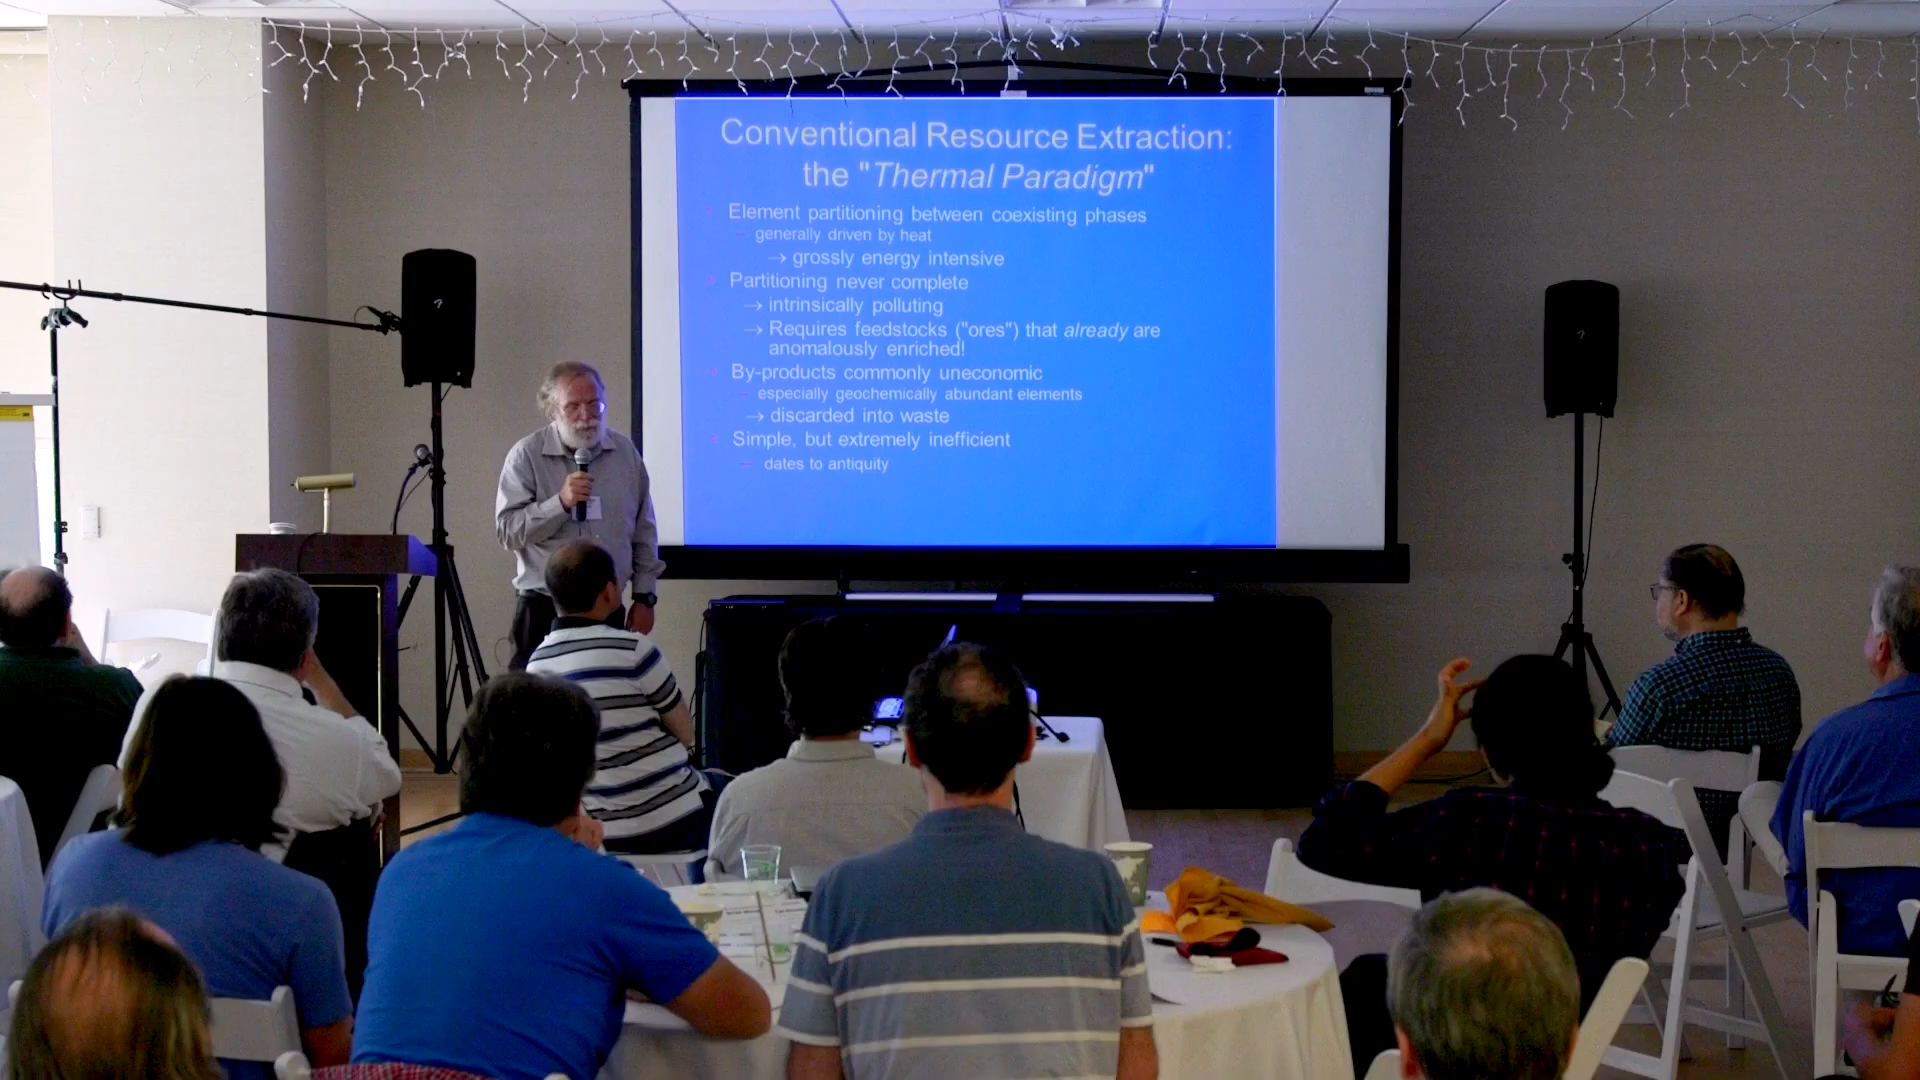 Conventional Resource Extraction:
the "Thermal Paradigm"
• Element partitioning between coexisting phases
– generally driven by heat
→ grossly energy intensive
• Partitioning never complete
→ intrinsically polluting
→ Requires feedstocks ("ores") that already are
anomalously enriched!
• By-products commonly uneconomic
– especially geochemically abundant elements
→ discarded into waste
• Simple, but extremely inefficient
– dates to antiquity